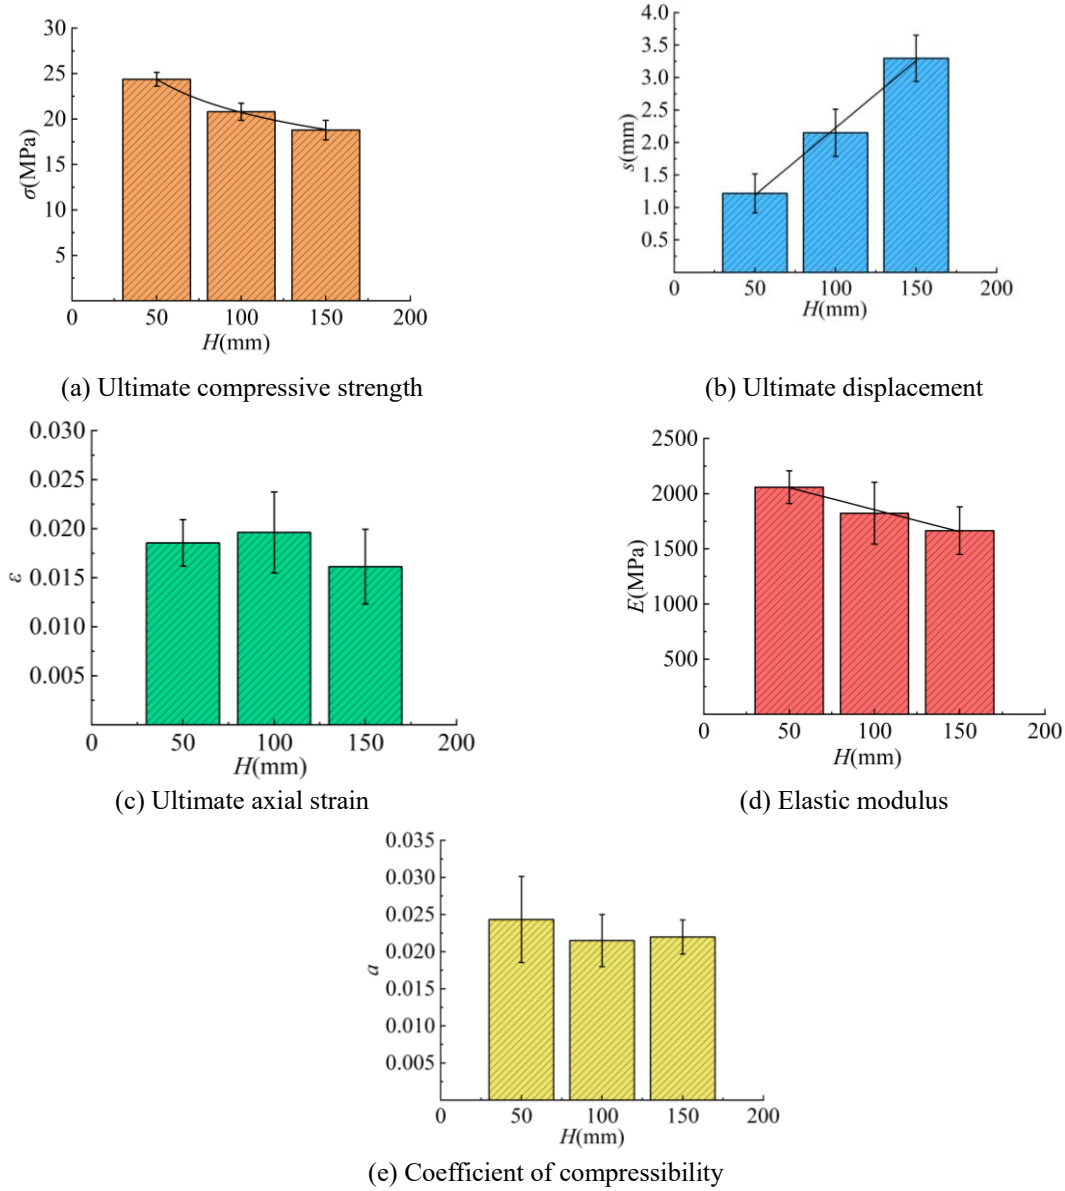 30
25
20
15
10
5
0 50 100 150 200
σ(MPa)
H(mm)
(a) Ultimate compressive strength
4.0
3.5
3.0
2.5
2.0
1.5
1.0
0.5
0 50 100 150 200
s(mm)
H(mm)
(b) Ultimate displacement
0.030
0.025
0.020
0.015
0.010
0.005
0 50 100 150 200
ε
H(mm)
(c) Ultimate axial strain
2500
2000
1500
1000
500
0 50 100 150 200
E(MPa)
H(mm)
(d) Elastic modulus
0.035
0.030
0.025
0.020
0.015
0.010
0.005
0 50 100 150 200
a
H(mm)
(e) Coefficient of compressibility